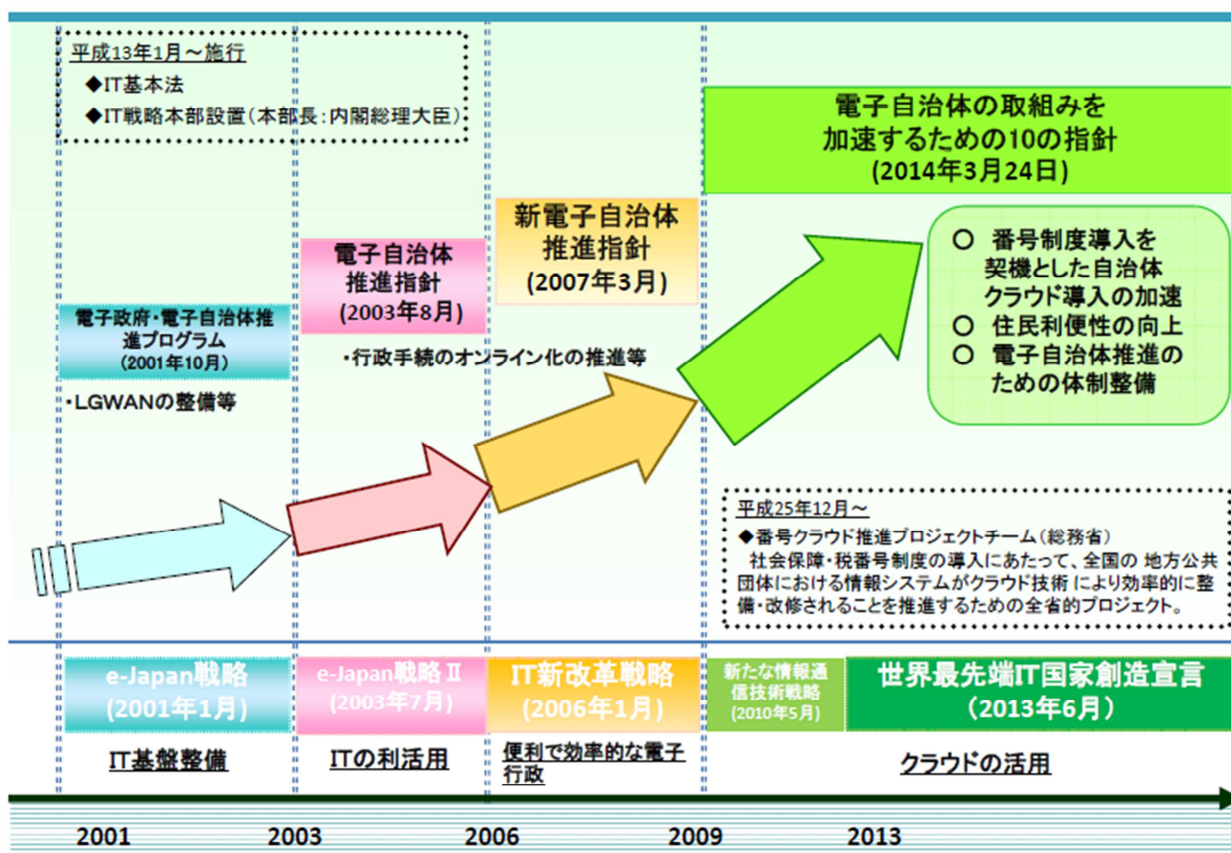 平成13年1月～施行
◆IT基本法
◆IT戦略本部設置（本部長：内閣総理大臣）
電子自治体の取組みを
加速するための10の指針
(2014年3月24日)
新電子自治体
推進指針
(2007年3月)
電子自治体
推進指針
(2003年8月)
電子政府・電子自治体推
進プログラム
(2001年10月)
○ 番号制度導入を
契機とした自治体
クラウド導入の加速
○ 住民利便性の向上
○ 電子自治体推進の
ための体制整備
・行政手続のオンライン化の推進等
・LGWANの整備等
平成25年12月～
◆番号クラウド推進プロジェクトチーム（総務省）
社会保障・税番号制度の導入にあたって、全国の 地方公共
団体における情報システムがクラウド技術 により効率的に整
備・改修されることを推進するための全省的プロジェクト。
e-Japan戦略
(2001年1月)
e-Japan戦略Ⅱ
(2003年7月)
IT新改革戦略
(2006年1月)
新たな情報通
信技術戦略
(2010年5月)
世界最先端IT国家創造宣言
（2013年6月）
IT基盤整備
ITの利活用
便利で効率的な電子
行政
クラウドの活用
2001
2003
2006
2009
2013